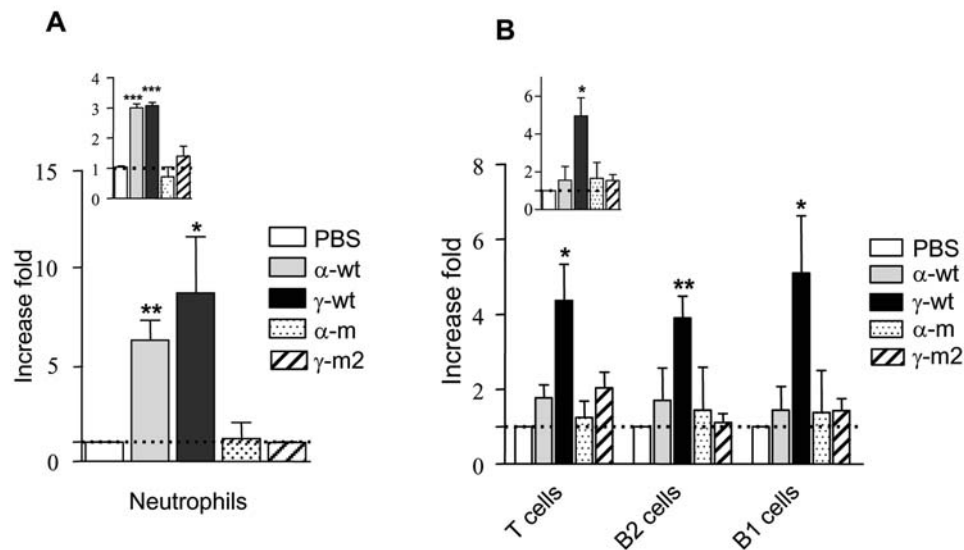 A
4
3
2
1
0
*** ***
15
10
5
0
Increase fold
** *
PBS
α-wt
γ-wt
α-m
γ-m2
Neutrophils
B
6
4
2
0
*
8
6
4
2
0
Increase fold
* ** *
PBS
α-wt
γ-wt
α-m
γ-m2
T cells
B2 cells
B1 cells